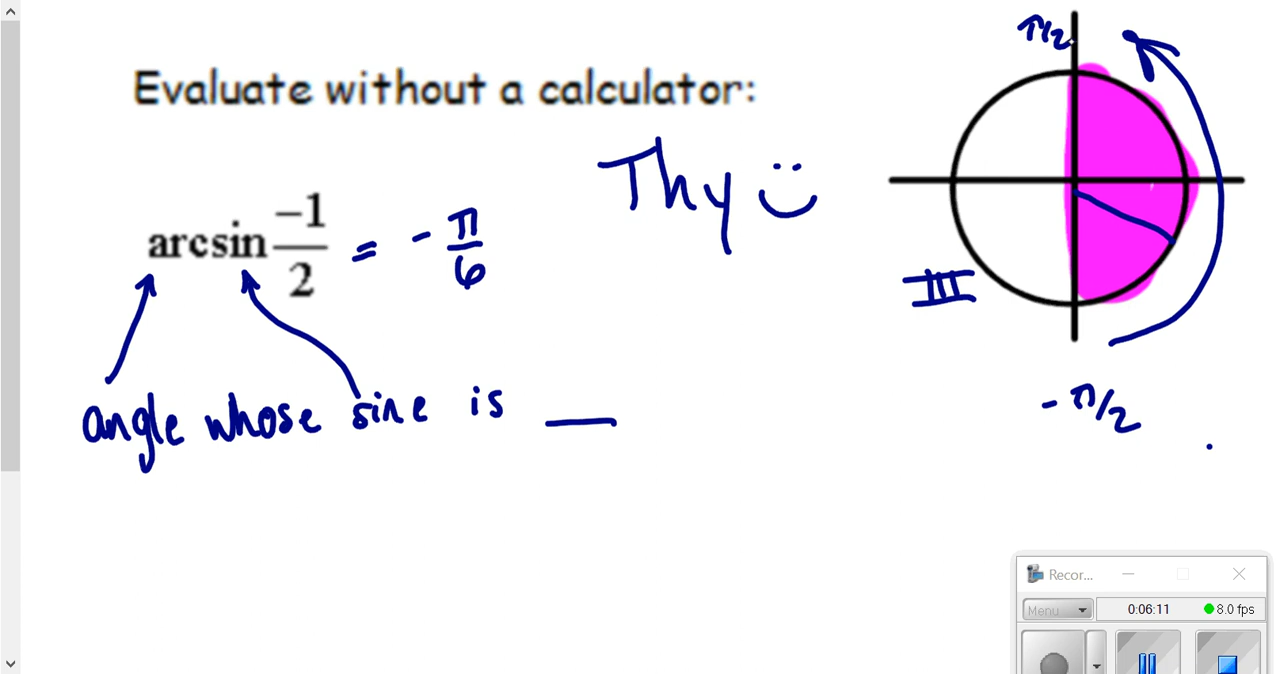 Evaluate without a calculator:
arcsin -1/2 = - π/6
Thy
π/2
III
- π/2
angle whose sine is
Recor...
Menu
0:06:11
8.0 fps